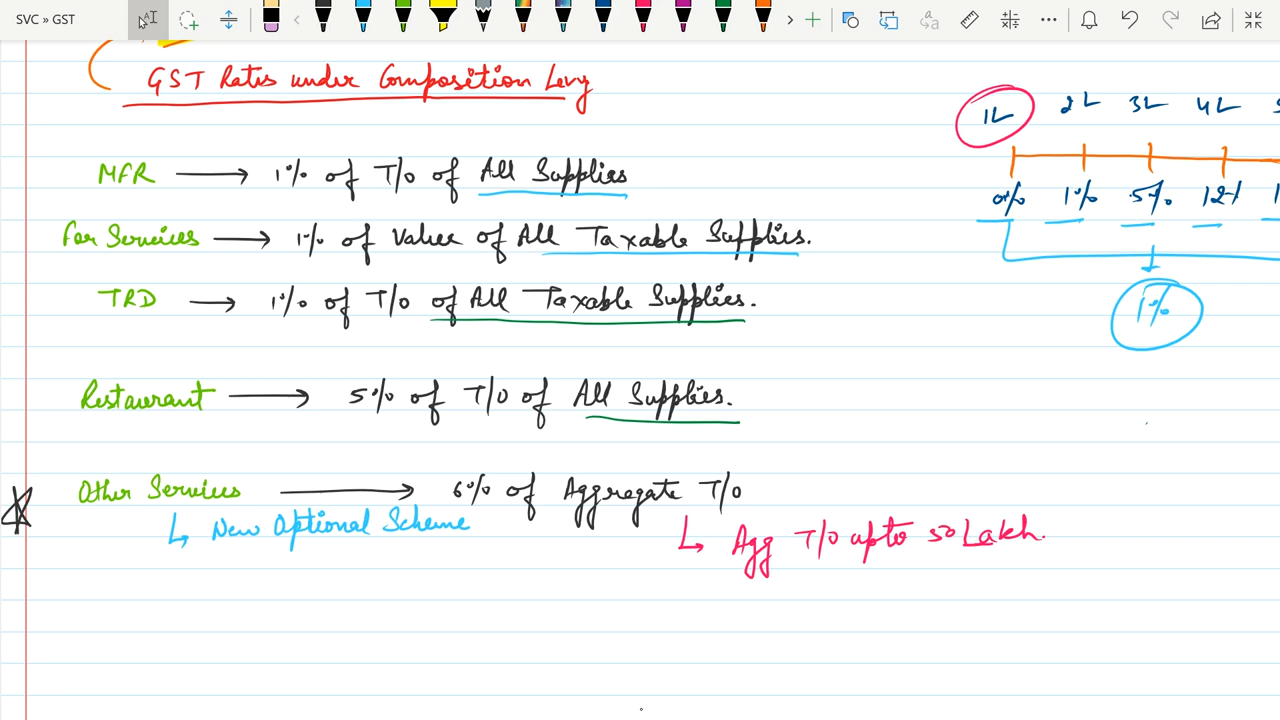 SVC » GST
GST Rates under Composition Levy
1L 2L 3L 4L
MFR → 1% of T/O of All Supplies
0% 1% 5% 12%
For Services → 1% of Value of All Taxable Supplies.
TRD → 1% of T/O of All Taxable Supplies.
1%
Restaurant → 5% of T/O of All Supplies.
Other Services → 6% of Aggregate T/O
↳ New Optional Scheme
↳ Agg T/O upto 50 Lakh.